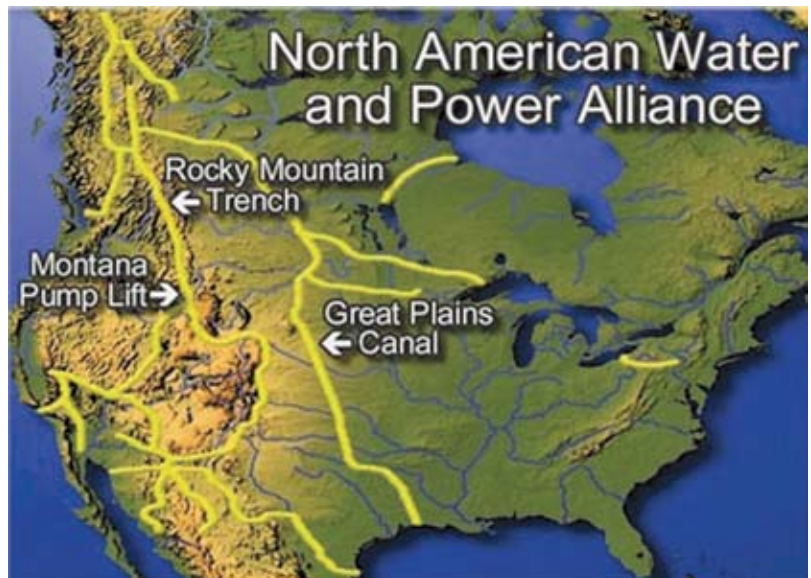 North American Water
and Power Alliance
Rocky Mountain
Trench
Montana
Pump Lift
Great Plains
Canal